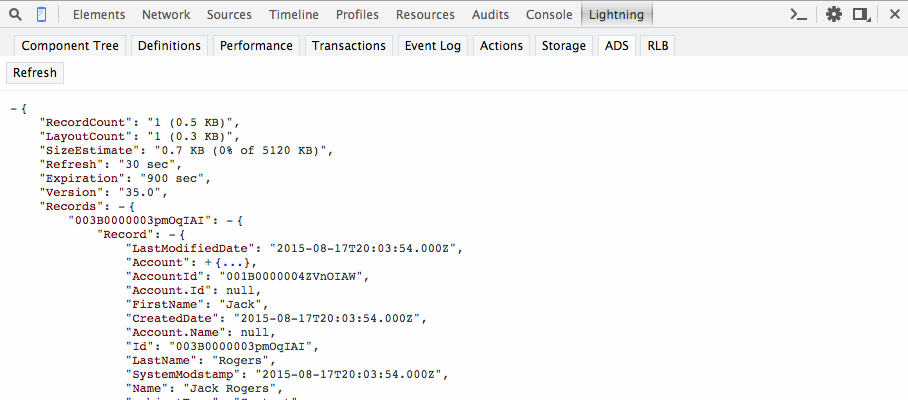 Elements Network Sources Timeline Profiles Resources Audits Console Lightning
Component Tree Definitions Performance Transactions Event Log Actions Storage ADS RLB
Refresh
- {
"RecordCount": "1 (0.5 KB)",
"LayoutCount": "1 (0.3 KB)",
"SizeEstimate": "0.7 KB (0% of 5120 KB)",
"Refresh": "30 sec",
"Expiration": "900 sec",
"Version": "35.0",
"Records": - {
"003B0000003pmOqIAI": - {
"Record": - {
"LastModifiedDate": "2015-08-17T20:03:54.000Z",
"Account": + {...},
"AccountId": "001B0000004ZVnOIAW",
"Account.Id": null,
"FirstName": "Jack",
"CreatedDate": "2015-08-17T20:03:54.000Z",
"Account.Name": null,
"Id": "003B0000003pmOqIAI",
"LastName": "Rogers",
"SystemModstamp": "2015-08-17T20:03:54.000Z",
"Name": "Jack Rogers",